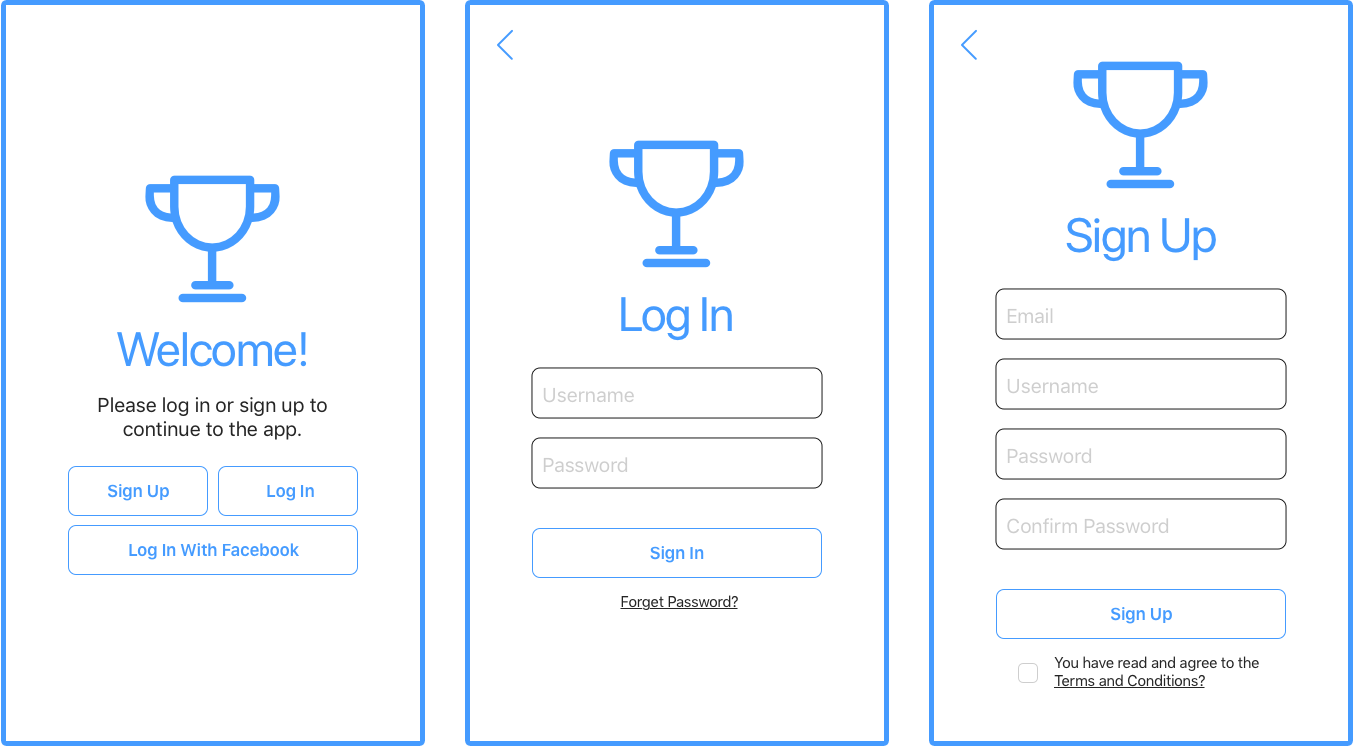 Welcome!
Please log in or sign up to
continue to the app.
Sign Up
Log In
Log In With Facebook
Log In
Username
Password
Sign In
Forget Password?
Sign Up
Email
Username
Password
Confirm Password
Sign Up
You have read and agree to the
Terms and Conditions?